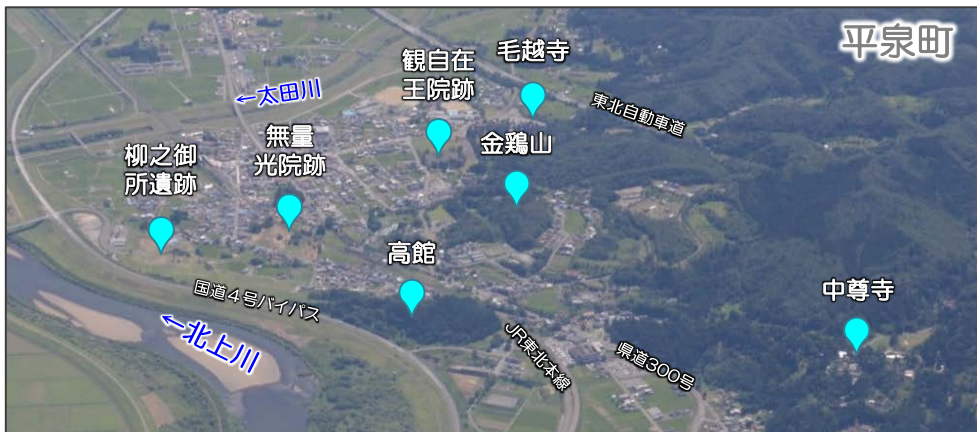 平泉町
毛越寺
観自在
王院跡
←太田川
東北自動車道
無量
光院跡
金鶏山
柳之御
所遺跡
高館
国道4号バイパス
中尊寺
←北上川
JR東北本線
県道300号